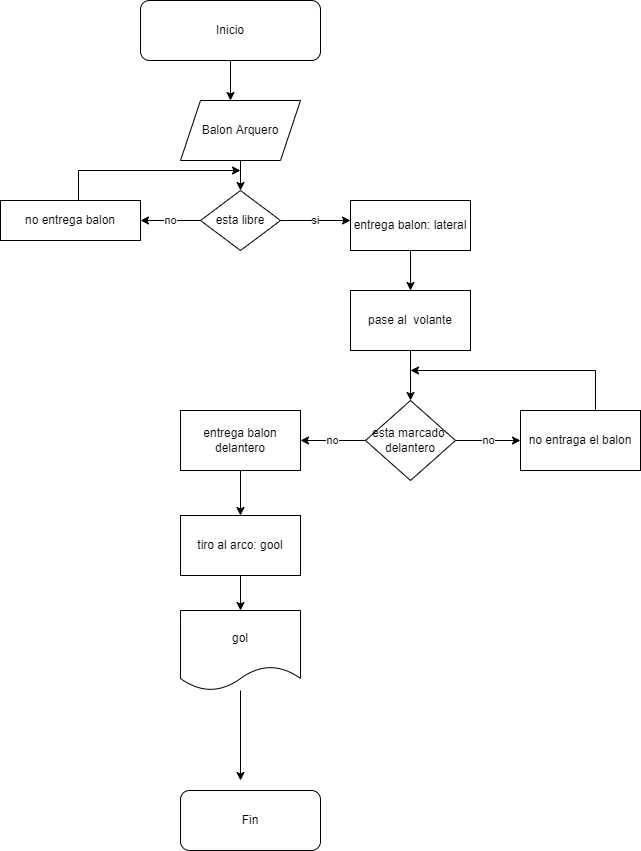 Inicio
Balon Arquero
no entrega balon
no
esta libre
si
entrega balon: lateral
pase al volante
entrega balon
delantero
no
esta marcado
delantero
no
no entraga el balon
tiro al arco: gool
gol
Fin